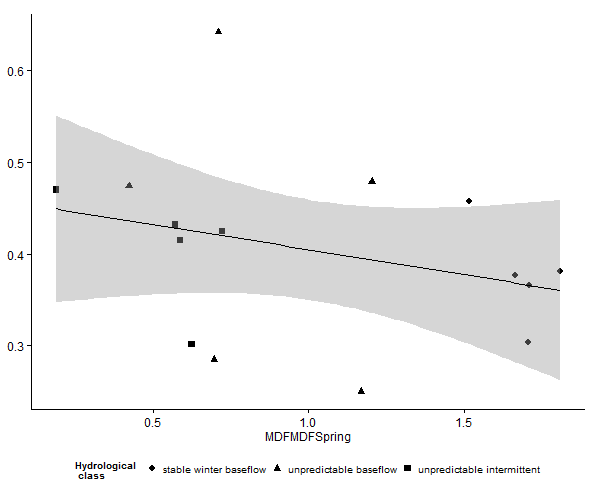 0.6
0.5
0.4
0.3
0.5 1.0 1.5
MDFMDFSpring
Hydrological
class
stable winter baseflow unpredictable baseflow unpredictable intermittent